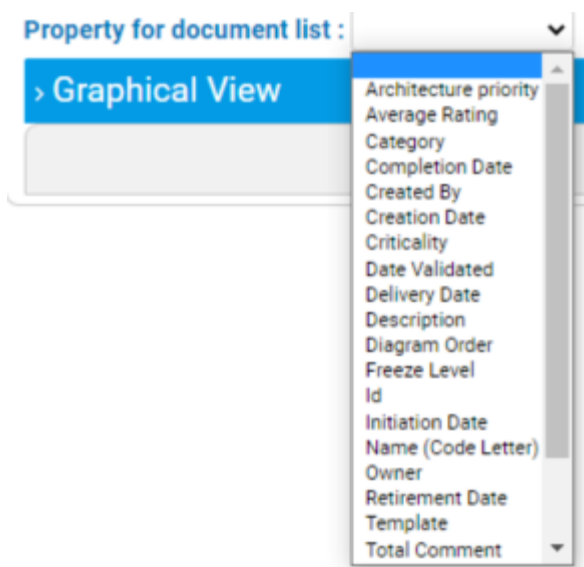 Property for document list :
› Graphical View
Architecture priority
Average Rating
Category
Completion Date
Created By
Creation Date
Criticality
Date Validated
Delivery Date
Description
Diagram Order
Freeze Level
Id
Initiation Date
Name (Code Letter)
Owner
Retirement Date
Template
Total Comment